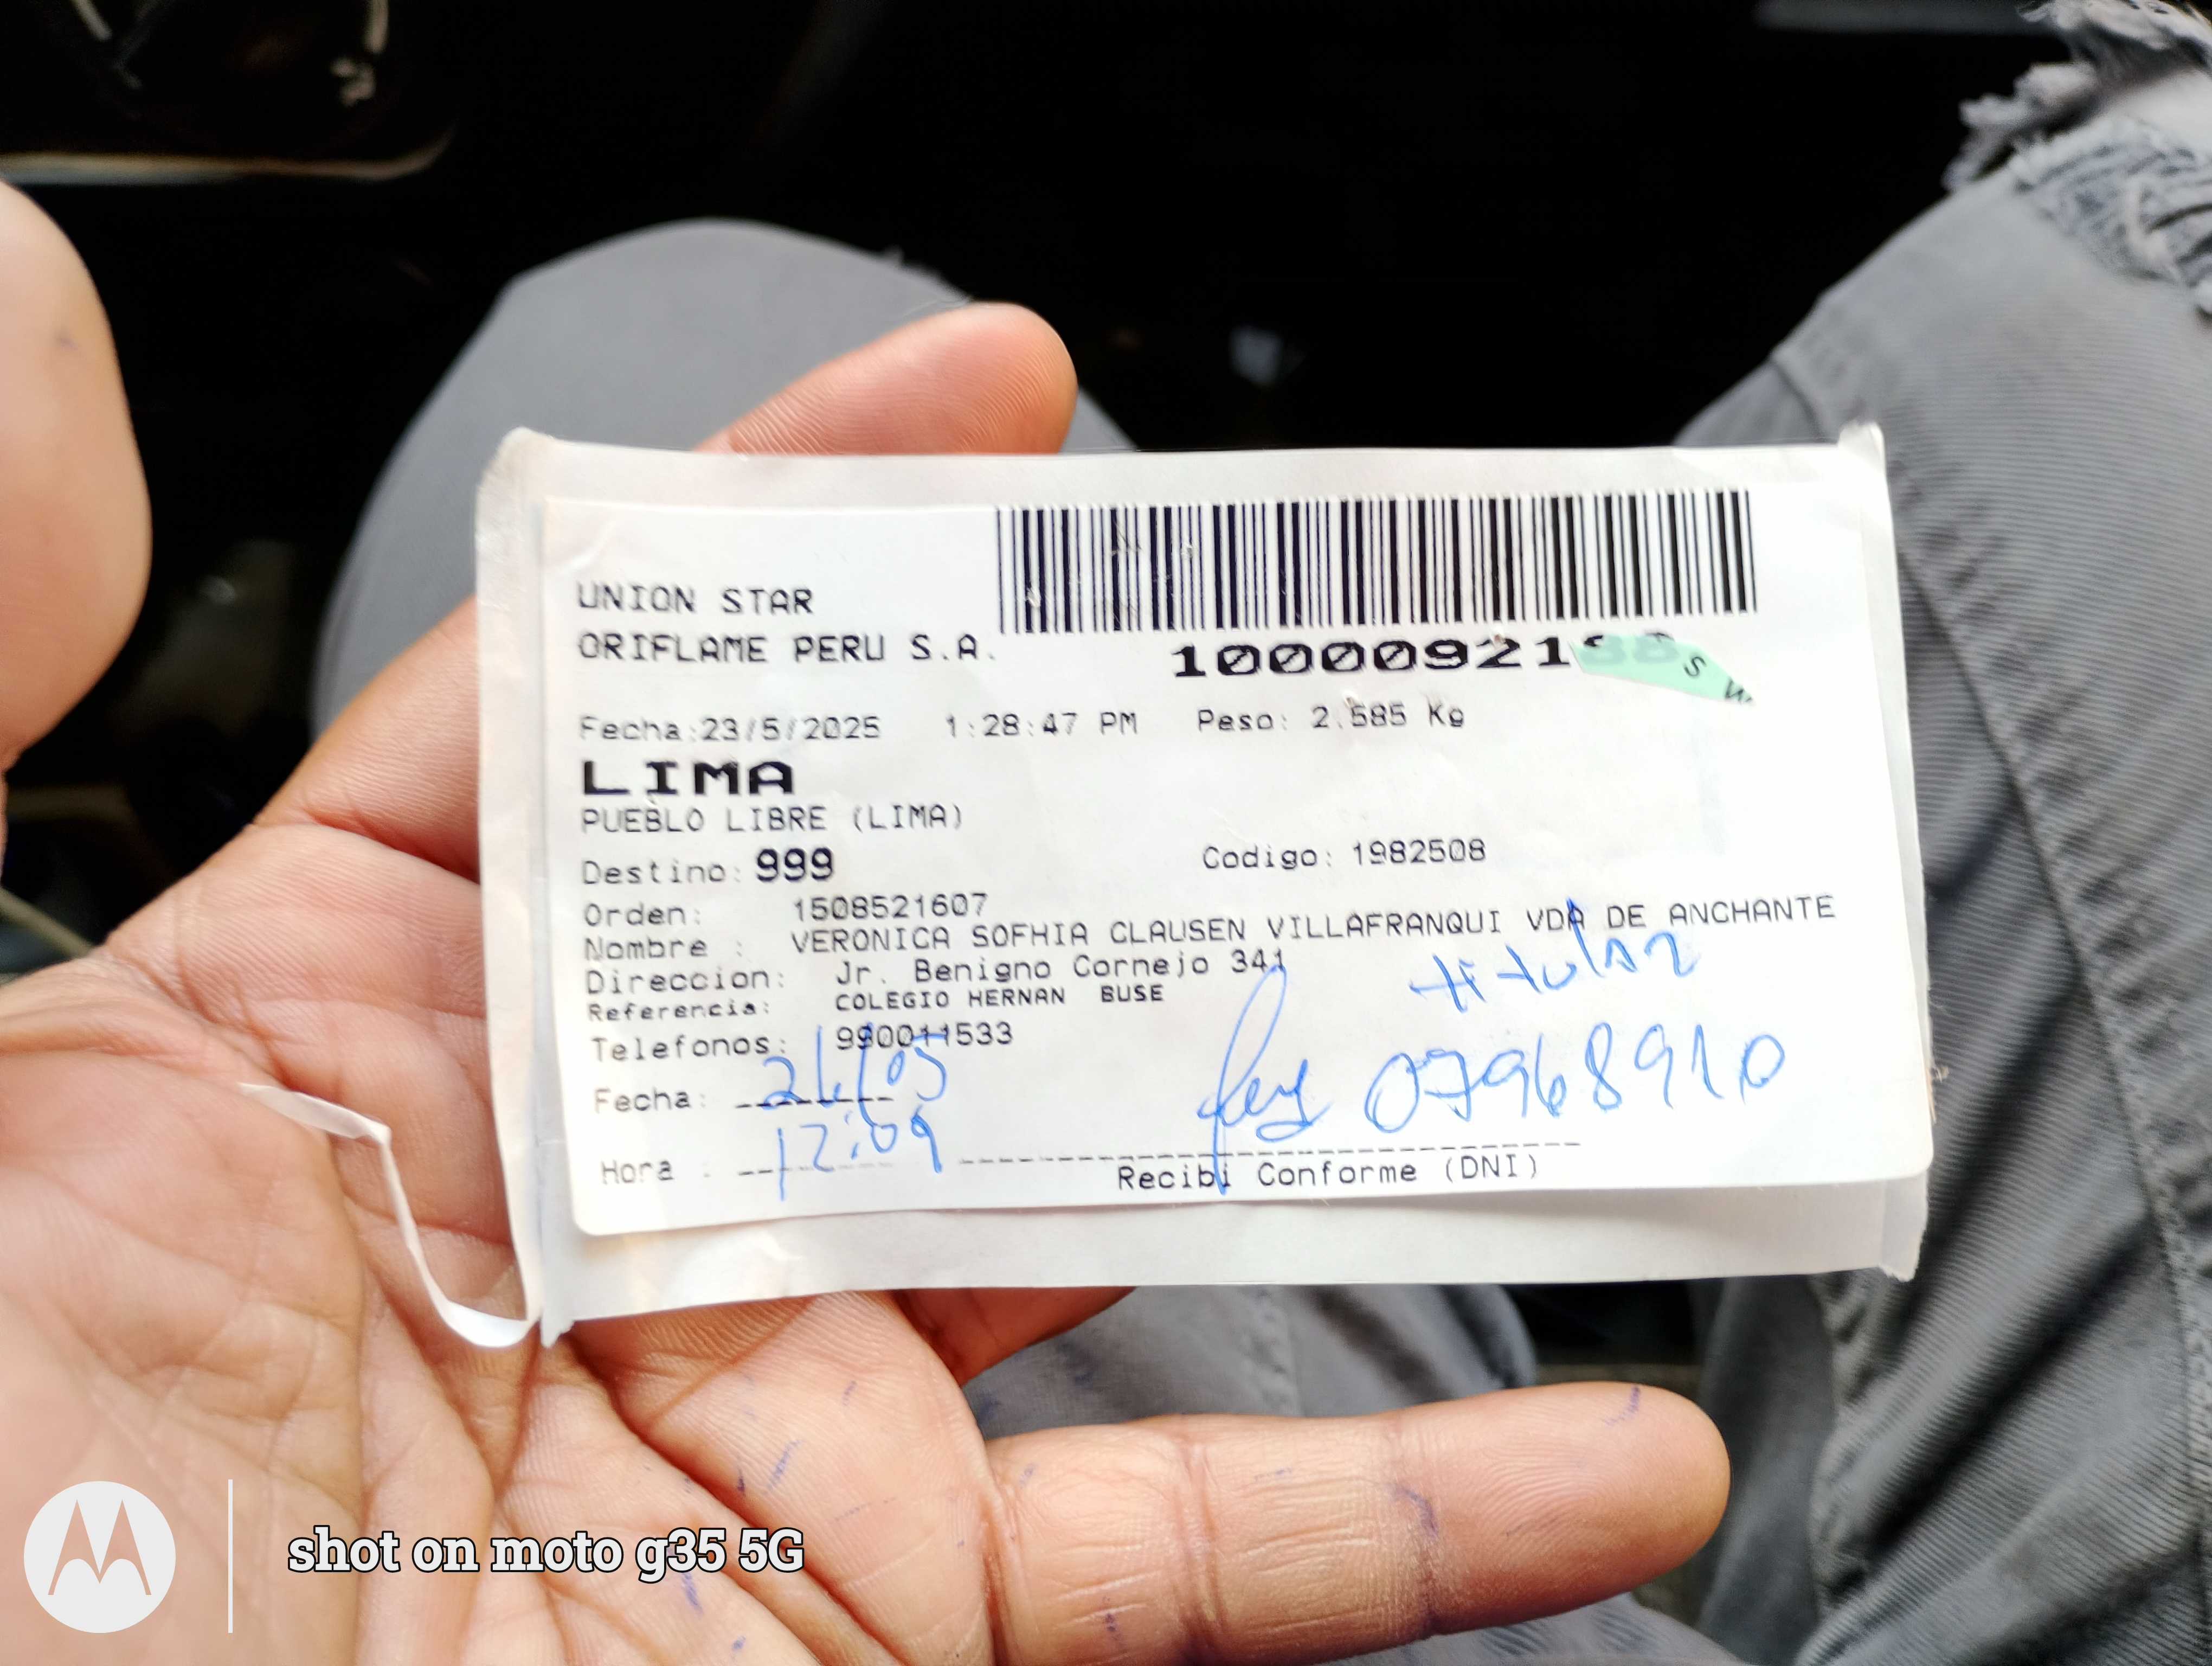 UNION STAR
ORIFLAME PERU S.A.
1000092198
S
Fecha:23/5/2025 1:28:47 PM Peso: 2.585 Kg
LIMA
PUEBLO LIBRE (LIMA)
Destino: 999 Codigo: 1982508
Orden: 1508521607
Nombre : VERONICA SOFHIA CLAUSEN VILLAFRANQUI VDA DE ANCHANTE
Direccion: Jr. Benigno Cornejo 341
titular
Referencia: COLEGIO HERNAN BUSE
Telefonos: 990011533
07968910
Fecha: 26/05
Hora : 12:09
Recibi Conforme (DNI)
shot on moto g35 5G